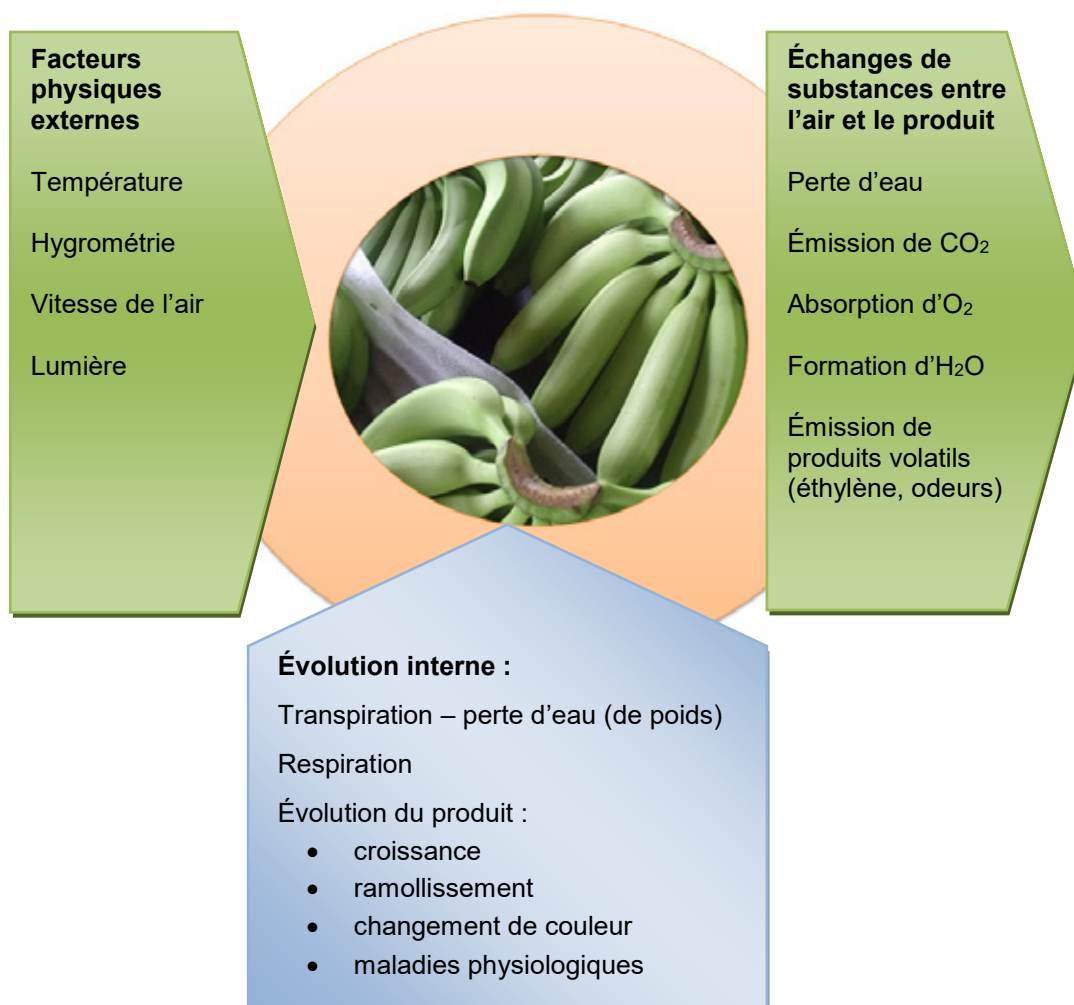 Facteurs
physiques
externes
Température
Hygrométrie
Vitesse de l’air
Lumière
Échanges de
substances entre
l’air et le produit
Perte d’eau
Émission de CO₂
Absorption d’O₂
Formation d’H₂O
Émission de
produits volatils
(éthylène, odeurs)
Évolution interne :
Transpiration – perte d’eau (de poids)
Respiration
Évolution du produit :
• croissance
• ramollissement
• changement de couleur
• maladies physiologiques